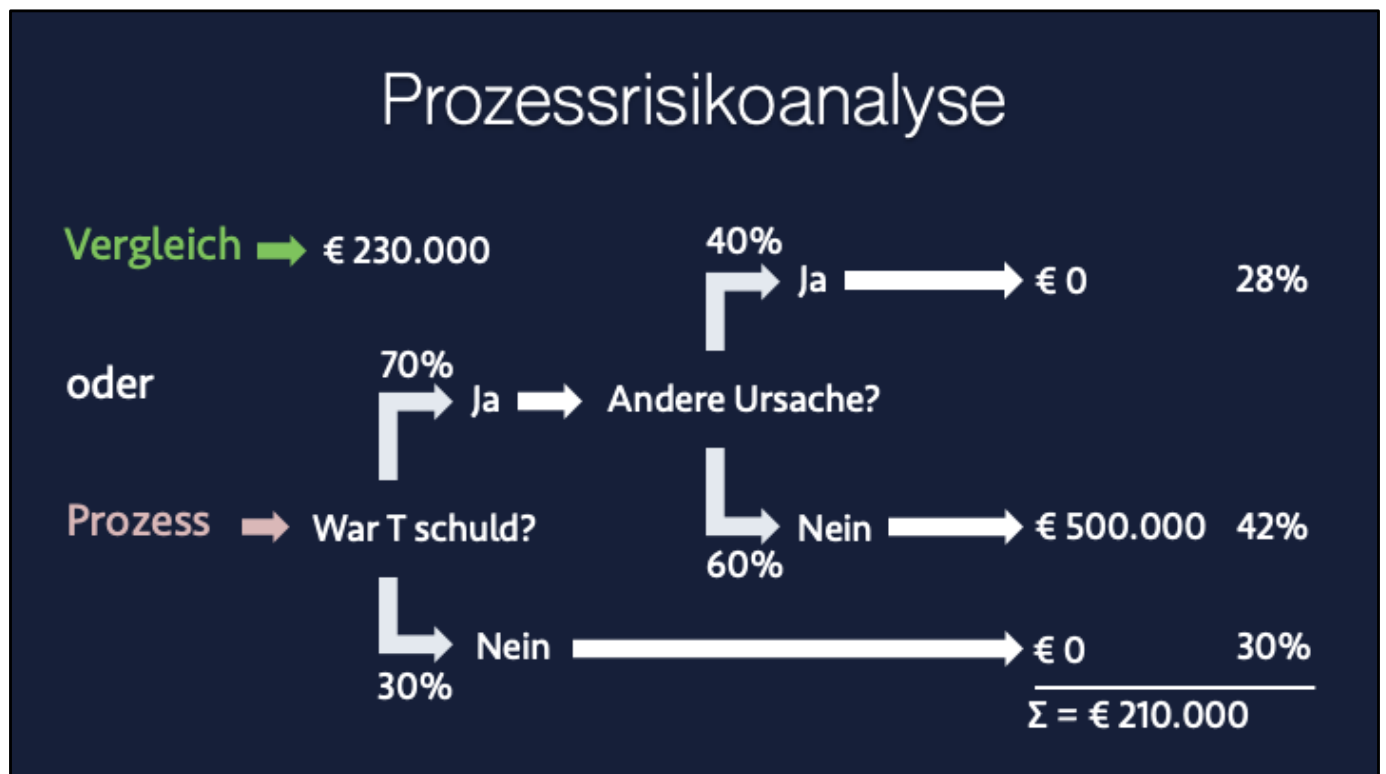 Prozessrisikoanalyse
Vergleich € 230.000
40%
Ja € 0 28%
70%
oder Ja Andere Ursache?
Prozess War T schuld? Nein € 500.000 42%
60%
Nein € 0 30%
30%
Σ = € 210.000